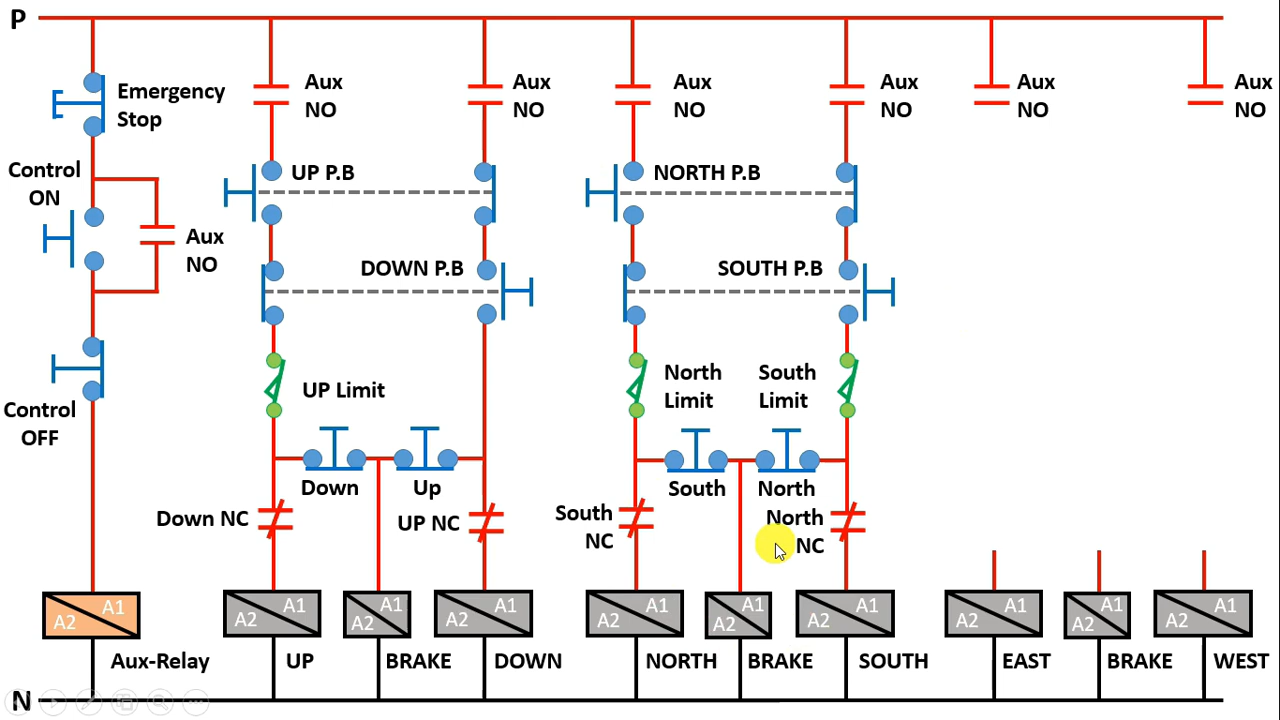 P
Emergency
Stop
Control
ON
Aux
NO
Control
OFF
Aux
NO
Aux
NO
Aux
NO
Aux
NO
Aux
NO
Aux
NO
UP P.B
NORTH P.B
DOWN P.B
SOUTH P.B
UP Limit
North
Limit
South
Limit
Down
Up
South
North
Down NC
UP NC
South
NC
North
NC
A1
A2
A1
A2
A1
A2
A1
A2
A1
A2
A1
A2
A1
A2
A1
A2
A1
A2
A1
A2
Aux-Relay
UP
BRAKE
DOWN
NORTH
BRAKE
SOUTH
EAST
BRAKE
WEST
N